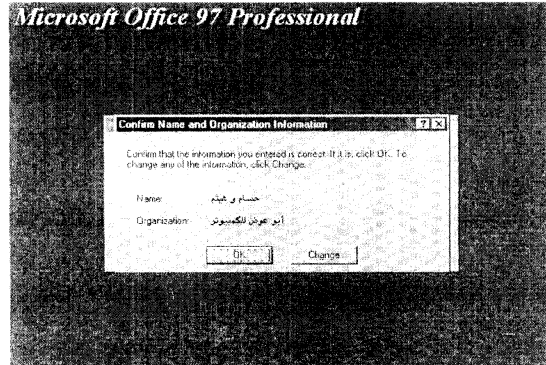 Microsoft Office 97 Professional
Confirm Name and Organization Information
Confirm that the information you entered is correct. If it is, click OK. To
change any of the information, click Change.
Name: حسام و هيثم
Organization: أبو عوض للكمبيوتر
OK
Change